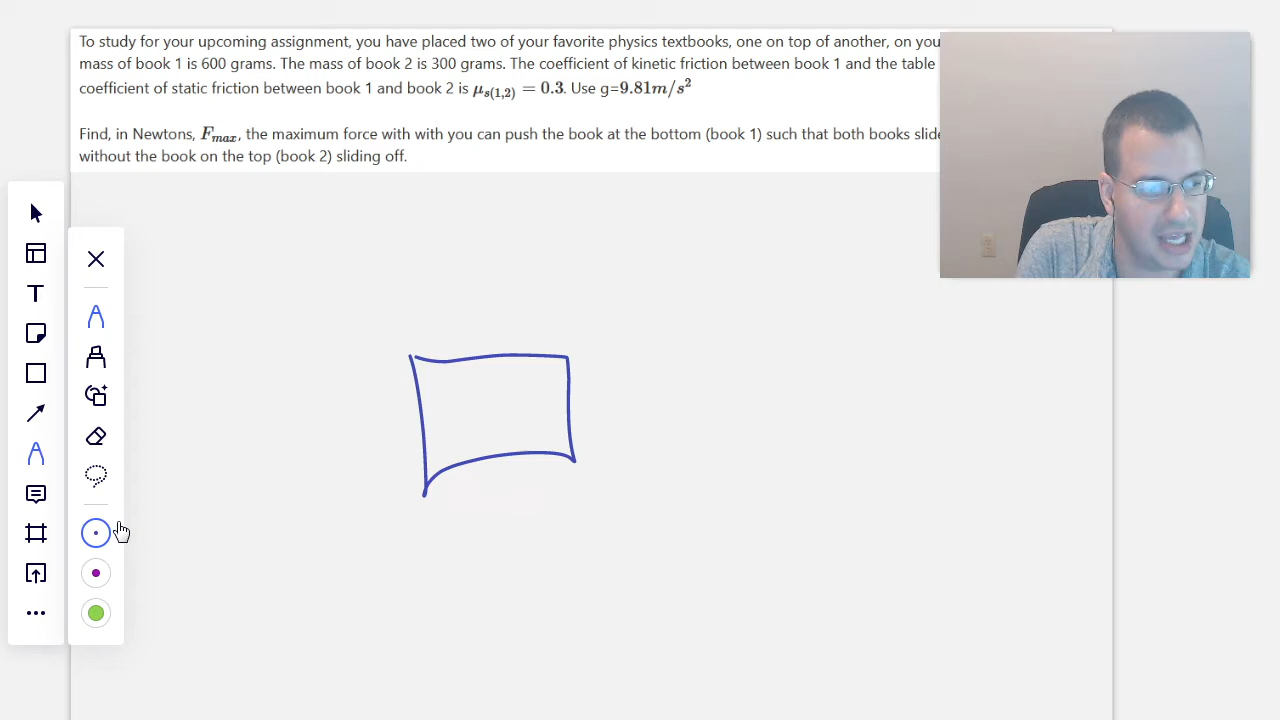 To study for your upcoming assignment, you have placed two of your favorite physics textbooks, one on top of another, on you
mass of book 1 is 600 grams. The mass of book 2 is 300 grams. The coefficient of kinetic friction between book 1 and the table
coefficient of static friction between book 1 and book 2 is μs(1,2) = 0.3. Use g=9.81m/s²
Find, in Newtons, Fmax, the maximum force with with you can push the book at the bottom (book 1) such that both books slide
without the book on the top (book 2) sliding off.
T